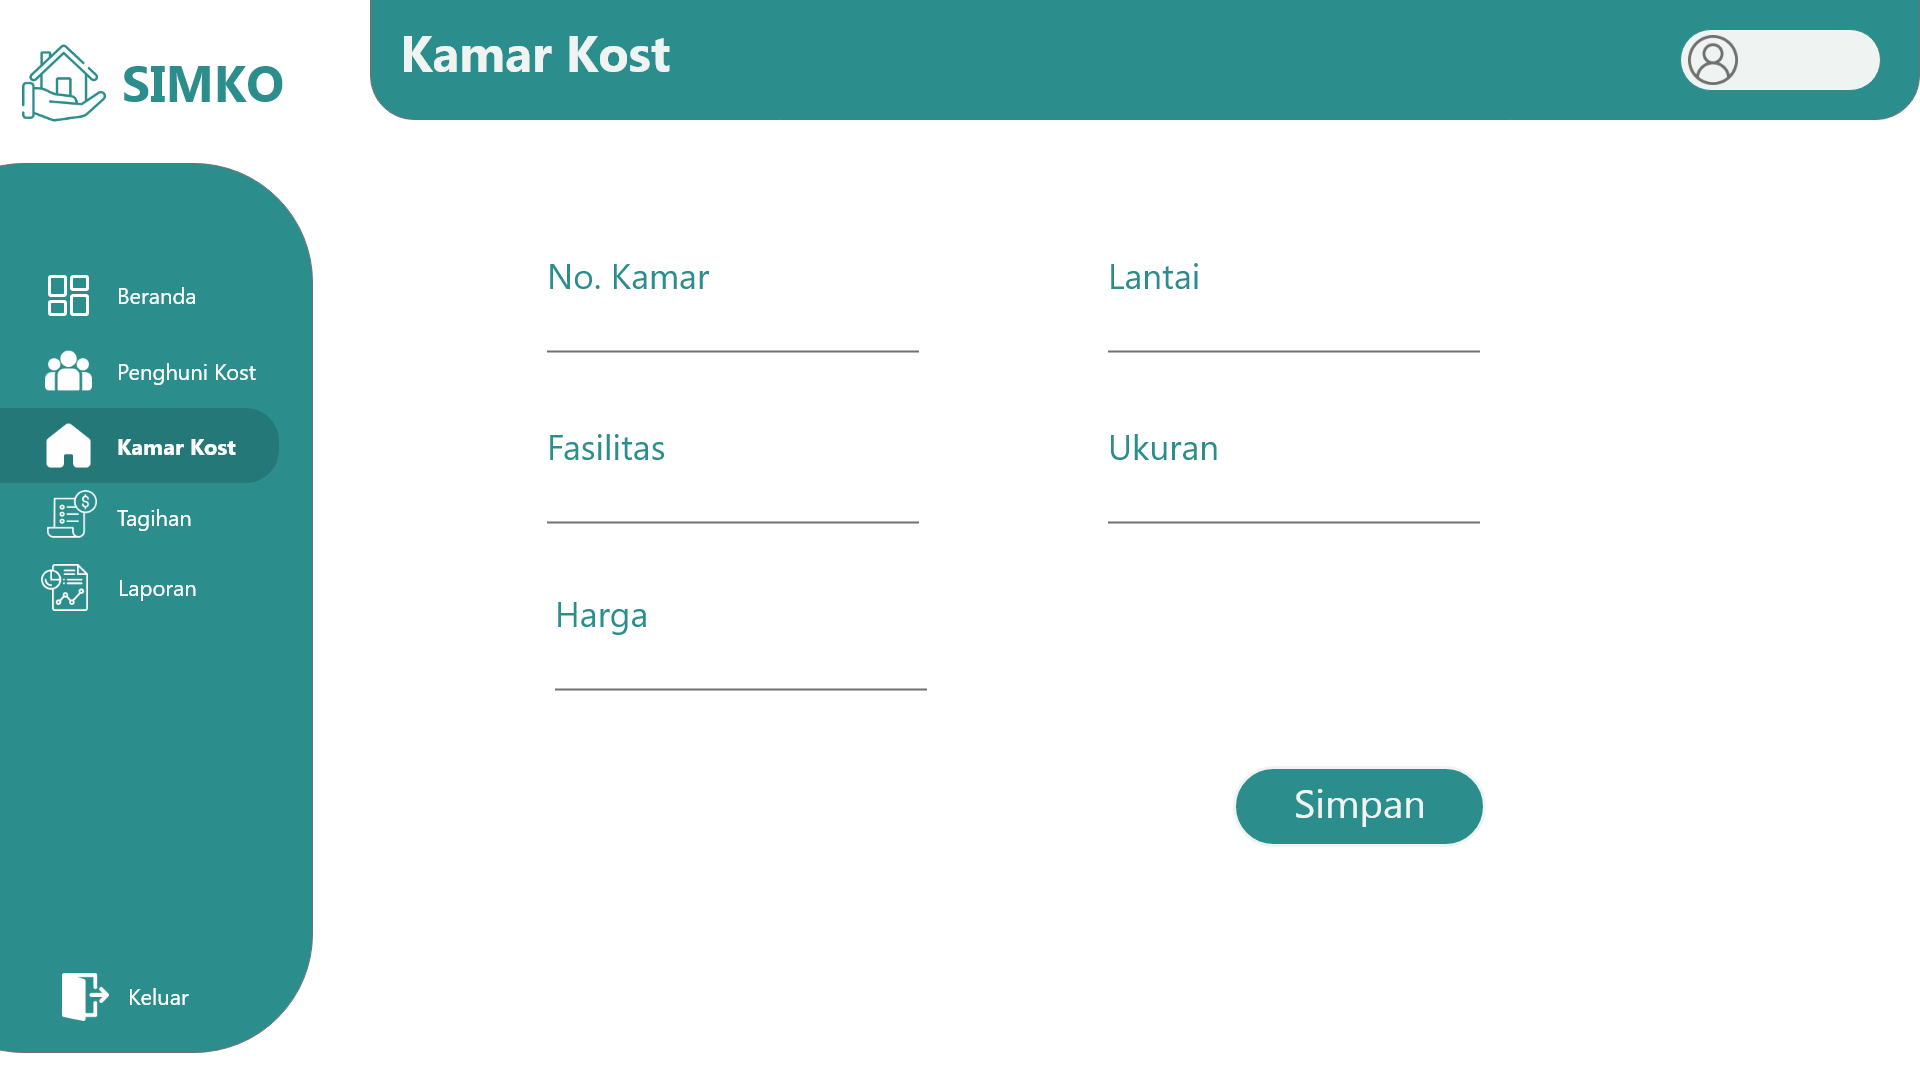 SIMKO
Kamar Kost
Beranda
Penghuni Kost
Kamar Kost
Tagihan
Laporan
Keluar
No. Kamar
Lantai
Fasilitas
Ukuran
Harga
Simpan